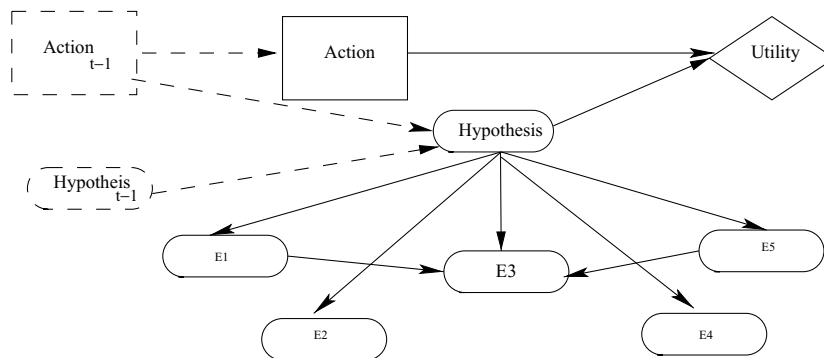 Action
t−1
Action
Utility
Hypothesis
Hypotheis
t−1
E1
E3
E5
E2
E4